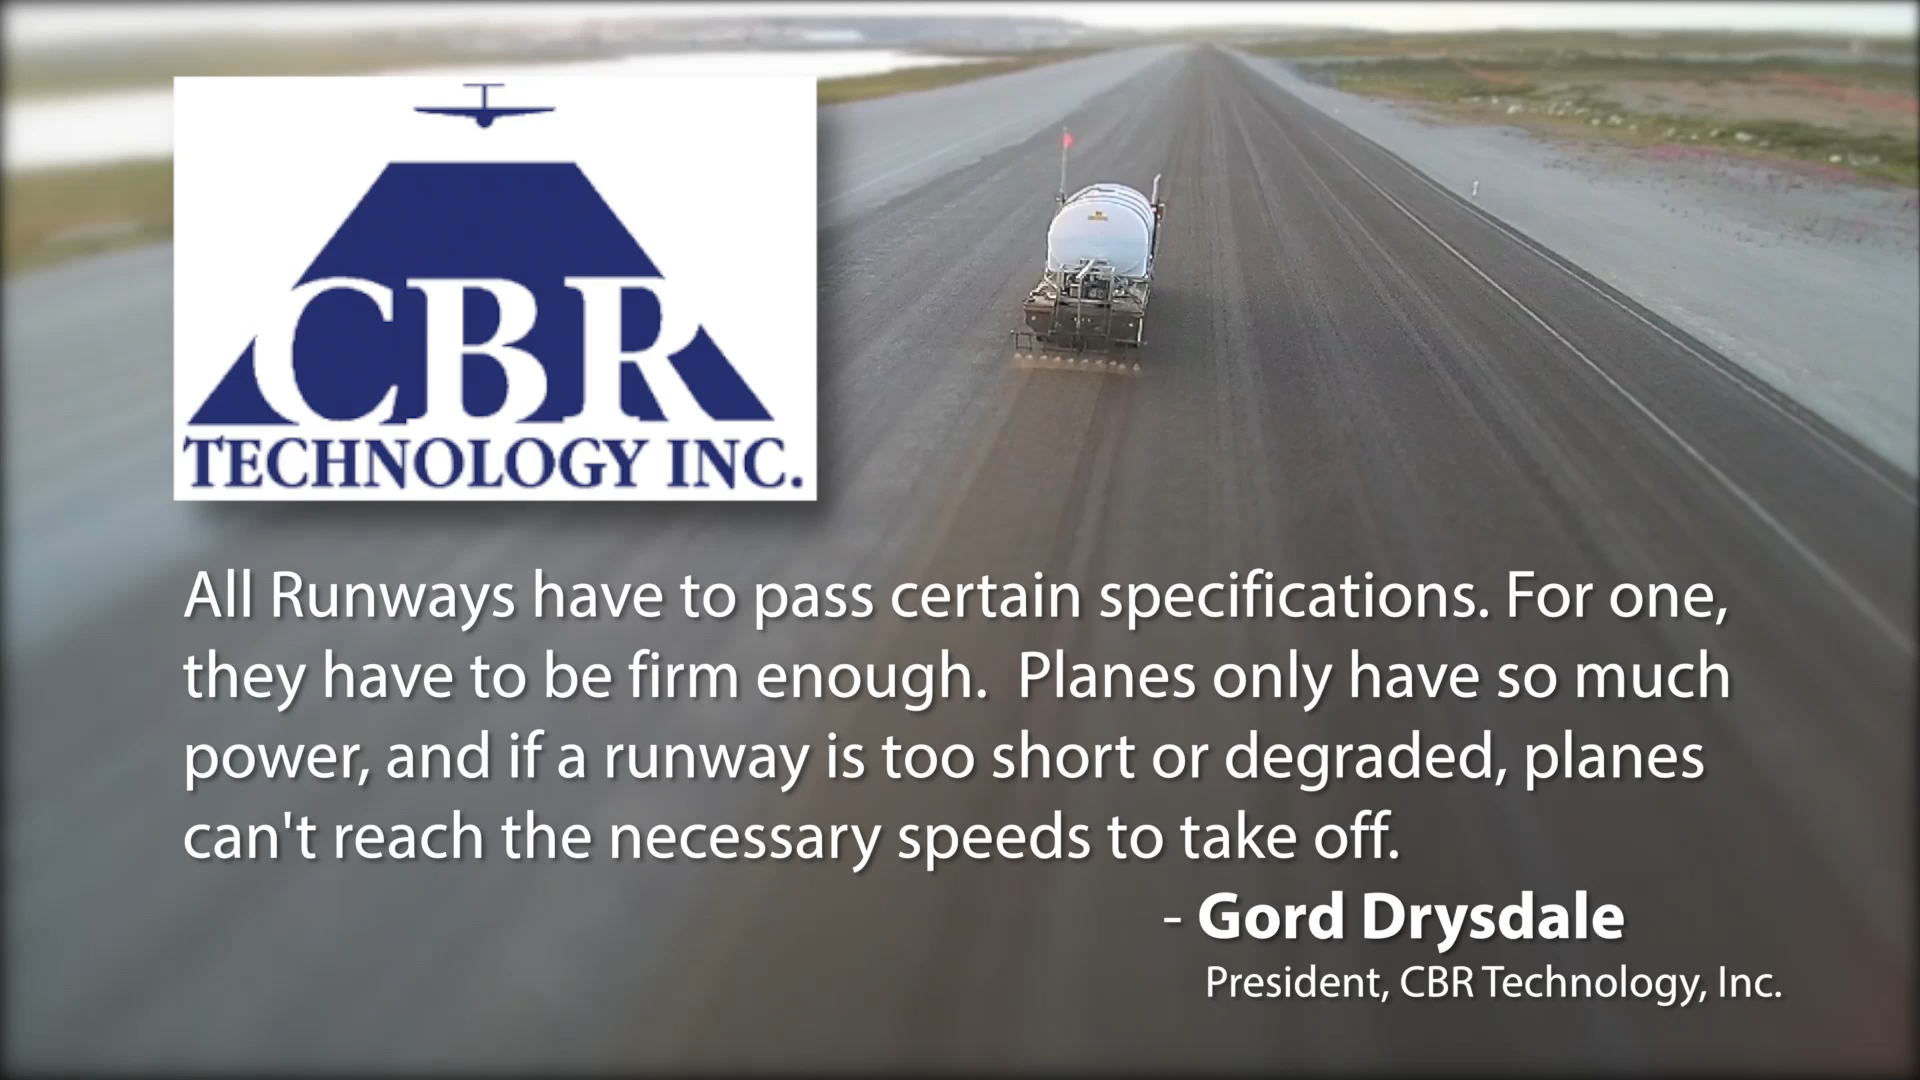 CBR
TECHNOLOGY INC.
All Runways have to pass certain specifications. For one,
they have to be firm enough.  Planes only have so much
power, and if a runway is too short or degraded, planes
can't reach the necessary speeds to take off.
- Gord Drysdale
President, CBR Technology, Inc.